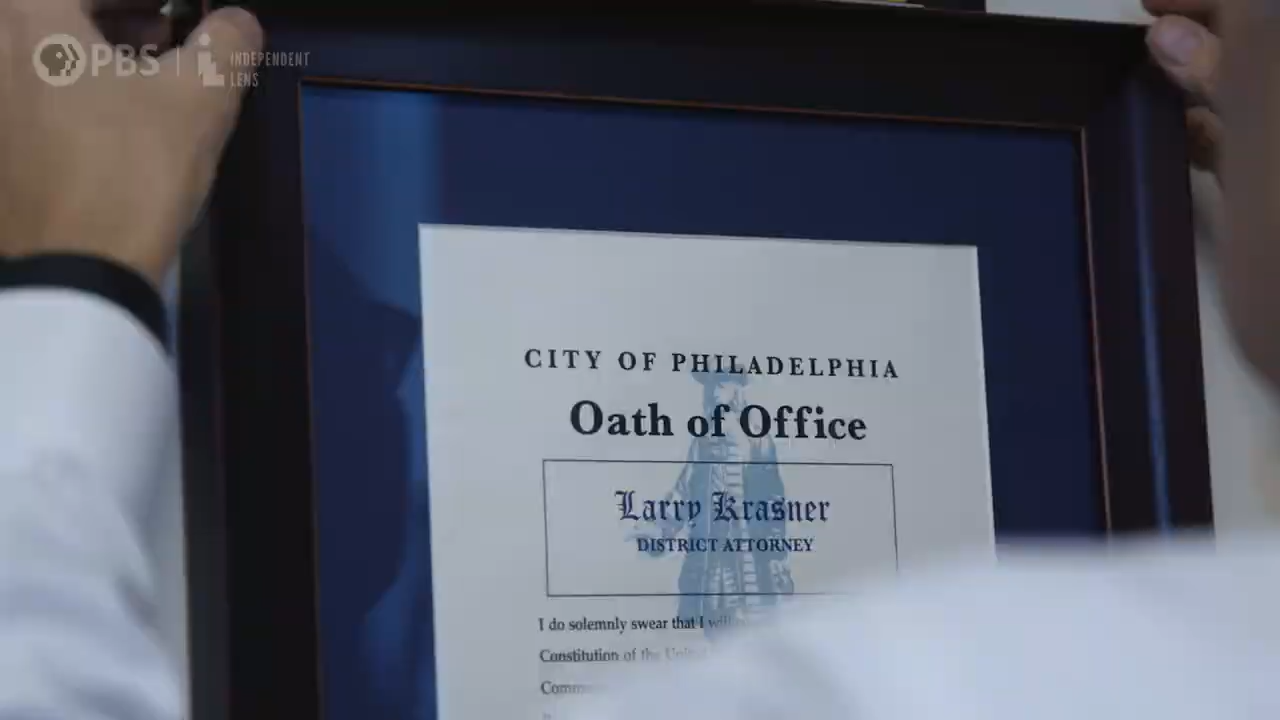 PBS
INDEPENDENT
LENS
CITY OF PHILADELPHIA
Oath of Office
Larry Krasner
DISTRICT ATTORNEY
I do solemnly swear that I
Constitution of the